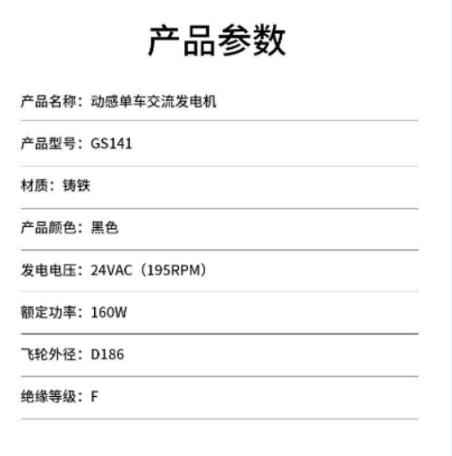 产品参数
产品名称：动感单车交流发电机
产品型号：GS141
材质：铸铁
产品颜色：黑色
发电电压：24VAC（195RPM）
额定功率：160W
飞轮外径：D186
绝缘等级：F